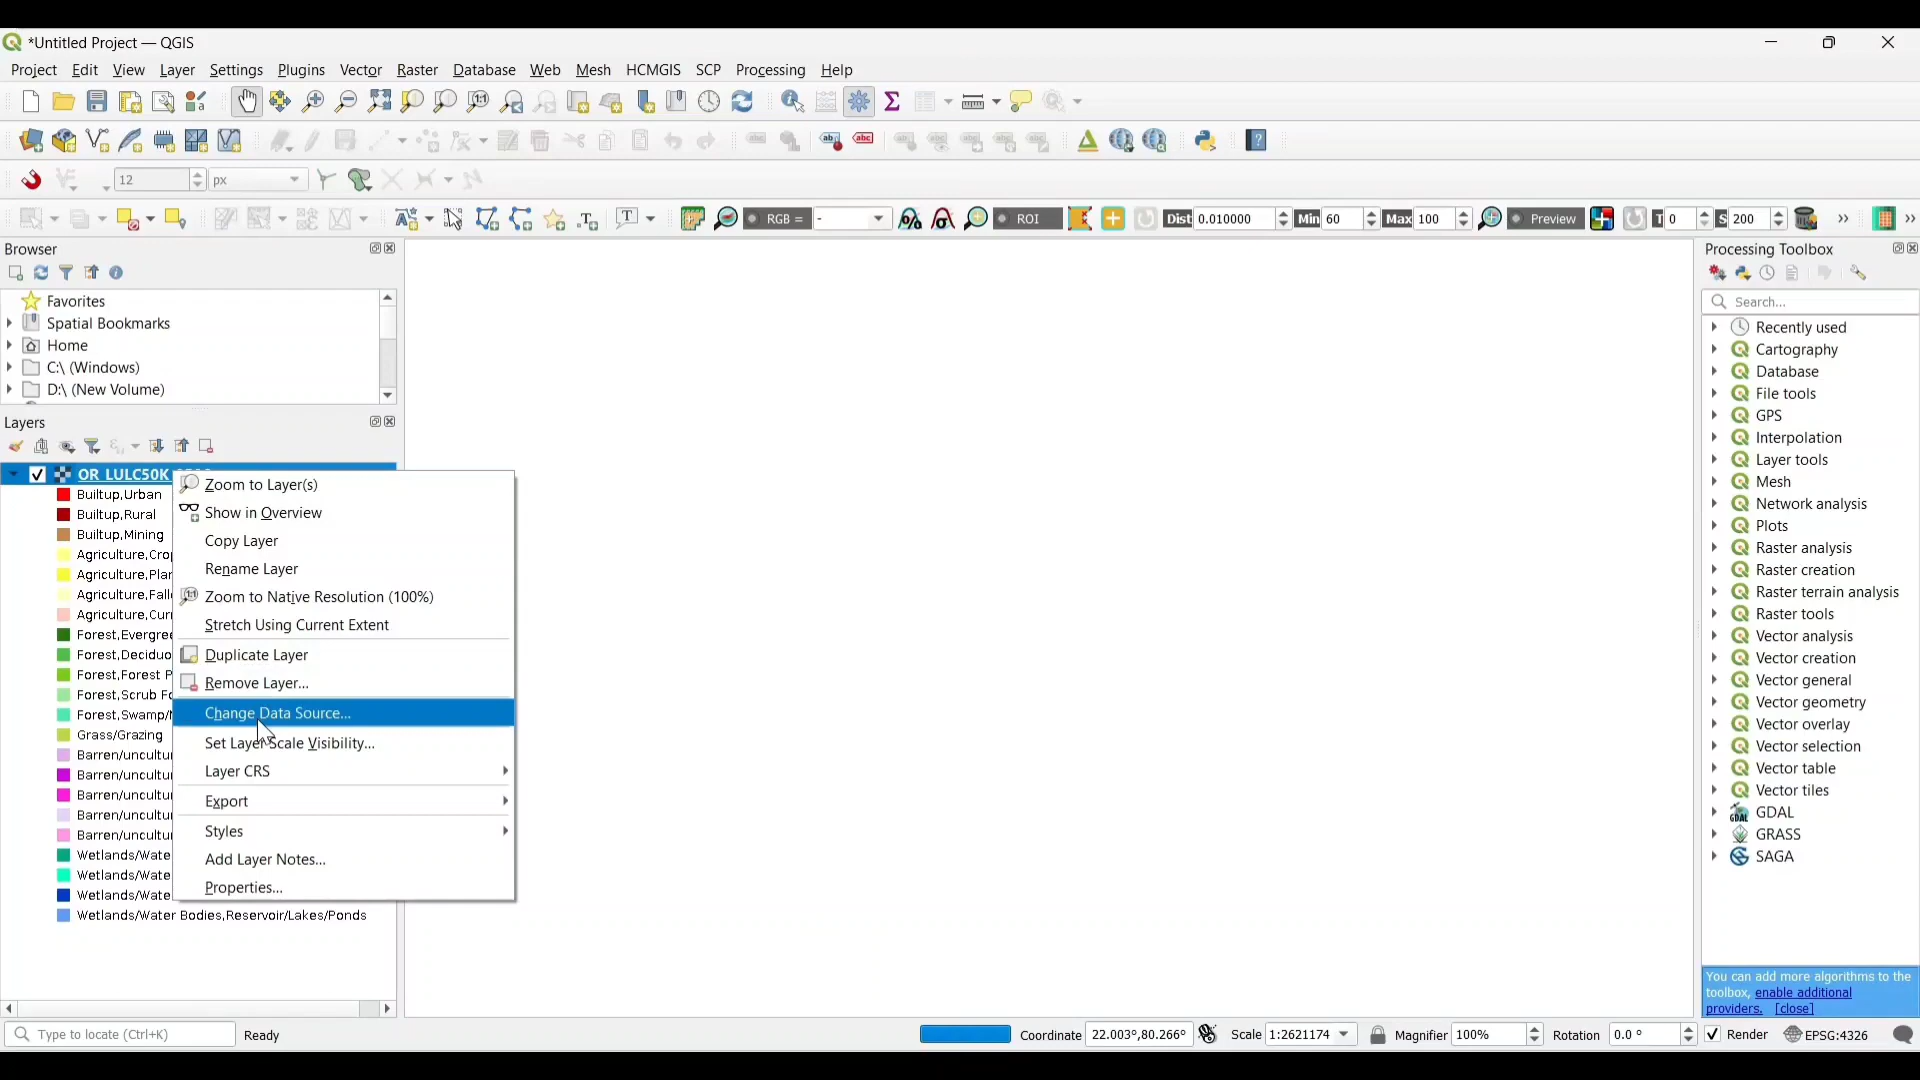 *Untitled Project — QGIS
Project Edit View Layer Settings Plugins Vector Raster Database Web Mesh HCMGIS SCP Processing Help
12 px
RGB = - ROI Dist 0.010000 Min 60 Max 100 Preview T 0 S 200 »
»
Browser
Favorites
Spatial Bookmarks
Home
C:\ (Windows)
D:\ (New Volume)
Layers
OR_LULC50K
Builtup,Urban
Builtup,Rural
Builtup,Mining
Agriculture,Crop
Agriculture,Plan
Agriculture,Fall
Agriculture,Curr
Forest,Evergree
Forest,Deciduo
Forest,Forest P
Forest,Scrub Fo
Forest,Swamp/M
Grass/Grazing
Barren/uncultur
Barren/uncultur
Barren/uncultur
Barren/uncultur
Barren/uncultur
Wetlands/Wate
Wetlands/Wate
Wetlands/Wate
Wetlands/Water Bodies,Reservoir/Lakes/Ponds
Zoom to Layer(s)
Show in Overview
Copy Layer
Rename Layer
Zoom to Native Resolution (100%)
Stretch Using Current Extent
Duplicate Layer
Remove Layer...
Change Data Source...
Set Layer Scale Visibility...
Layer CRS
Export
Styles
Add Layer Notes...
Properties...
Processing Toolbox
Search...
Recently used
Cartography
Database
File tools
GPS
Interpolation
Layer tools
Mesh
Network analysis
Plots
Raster analysis
Raster creation
Raster terrain analysis
Raster tools
Vector analysis
Vector creation
Vector general
Vector geometry
Vector overlay
Vector selection
Vector table
Vector tiles
GDAL
GRASS
SAGA
You can add more algorithms to the
toolbox, enable additional
providers. [close]
Type to locate (Ctrl+K) Ready Coordinate 22.003°,80.266° Scale 1:2621174 Magnifier 100% Rotation 0.0 ° Render EPSG:4326